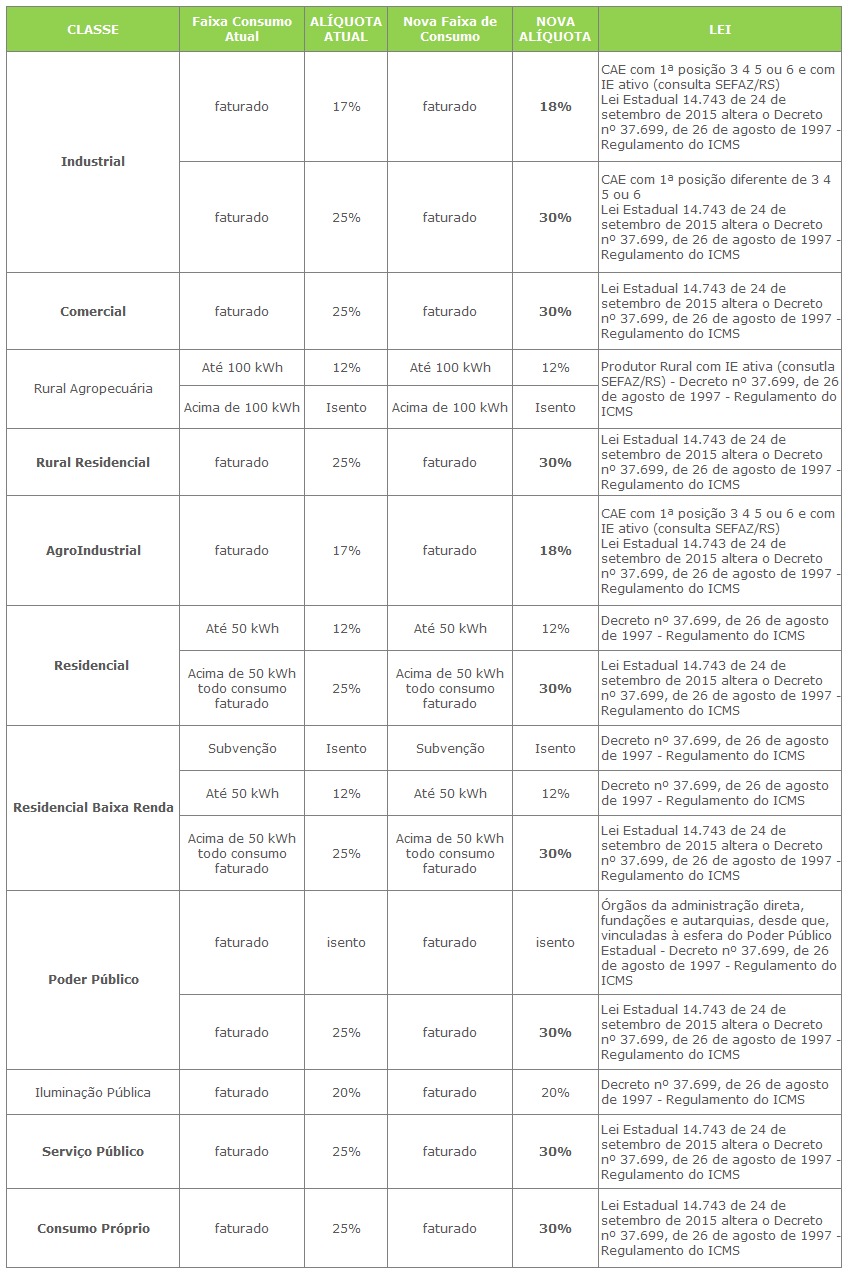 CLASSE
Faixa Consumo
Atual
ALÍQUOTA
ATUAL
Nova Faixa de
Consumo
NOVA
ALÍQUOTA
LEI
Industrial
faturado
17%
faturado
18%
CAE com 1ª posição 3 4 5 ou 6 e com
IE ativo (consulta SEFAZ/RS)
Lei Estadual 14.743 de 24 de
setembro de 2015 altera o Decreto
nº 37.699, de 26 de agosto de 1997 -
Regulamento do ICMS
faturado
25%
faturado
30%
CAE com 1ª posição diferente de 3 4
5 ou 6
Lei Estadual 14.743 de 24 de
setembro de 2015 altera o Decreto
nº 37.699, de 26 de agosto de 1997 -
Regulamento do ICMS
Comercial
faturado
25%
faturado
30%
Lei Estadual 14.743 de 24 de
setembro de 2015 altera o Decreto
nº 37.699, de 26 de agosto de 1997 -
Regulamento do ICMS
Rural Agropecuária
Até 100 kWh
12%
Até 100 kWh
12%
Produtor Rural com IE ativa (consutla
SEFAZ/RS) - Decreto nº 37.699, de 26
de agosto de 1997 - Regulamento do
ICMS
Acima de 100 kWh
Isento
Acima de 100 kWh
Isento
Rural Residencial
faturado
25%
faturado
30%
Lei Estadual 14.743 de 24 de
setembro de 2015 altera o Decreto
nº 37.699, de 26 de agosto de 1997 -
Regulamento do ICMS
AgroIndustrial
faturado
17%
faturado
18%
CAE com 1ª posição 3 4 5 ou 6 e com
IE ativo (consulta SEFAZ/RS)
Lei Estadual 14.743 de 24 de
setembro de 2015 altera o Decreto
nº 37.699, de 26 de agosto de 1997 -
Regulamento do ICMS
Residencial
Até 50 kWh
12%
Até 50 kWh
12%
Decreto nº 37.699, de 26 de agosto
de 1997 - Regulamento do ICMS
Acima de 50 kWh
todo consumo
faturado
25%
Acima de 50 kWh
todo consumo
faturado
30%
Lei Estadual 14.743 de 24 de
setembro de 2015 altera o Decreto
nº 37.699, de 26 de agosto de 1997 -
Regulamento do ICMS
Residencial Baixa Renda
Subvenção
Isento
Subvenção
Isento
Decreto nº 37.699, de 26 de agosto
de 1997 - Regulamento do ICMS
Até 50 kWh
12%
Até 50 kWh
12%
Decreto nº 37.699, de 26 de agosto
de 1997 - Regulamento do ICMS
Acima de 50 kWh
todo consumo
faturado
25%
Acima de 50 kWh
todo consumo
faturado
30%
Lei Estadual 14.743 de 24 de
setembro de 2015 altera o Decreto
nº 37.699, de 26 de agosto de 1997 -
Regulamento do ICMS
Poder Público
faturado
isento
faturado
isento
Órgãos da administração direta,
fundações e autarquias, desde que,
vinculadas à esfera do Poder Público
Estadual - Decreto nº 37.699, de 26
de agosto de 1997 - Regulamento do
ICMS
faturado
25%
faturado
30%
Lei Estadual 14.743 de 24 de
setembro de 2015 altera o Decreto
nº 37.699, de 26 de agosto de 1997 -
Regulamento do ICMS
Iluminação Pública
faturado
20%
faturado
20%
Decreto nº 37.699, de 26 de agosto
de 1997 - Regulamento do ICMS
Serviço Público
faturado
25%
faturado
30%
Lei Estadual 14.743 de 24 de
setembro de 2015 altera o Decreto
nº 37.699, de 26 de agosto de 1997 -
Regulamento do ICMS
Consumo Próprio
faturado
25%
faturado
30%
Lei Estadual 14.743 de 24 de
setembro de 2015 altera o Decreto
nº 37.699, de 26 de agosto de 1997 -
Regulamento do ICMS